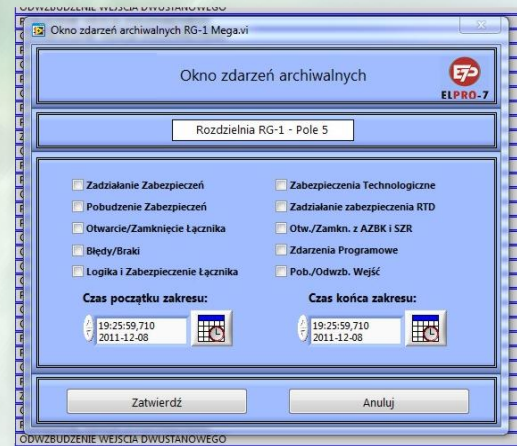 ODWZBUDZENIE WEJŚCIA DWUSTANOWEGO
Okno zdarzeń archiwalnych RG-1 Mega.vi
Okno zdarzeń archiwalnych
ELPRO-7
Rozdzielnia RG-1 - Pole 5
Zadziałanie Zabezpieczeń
Zabezpieczenia Technologiczne
Pobudzenie Zabezpieczeń
Zadziałanie zabezpieczenia RTD
Otwarcie/Zamknięcie Łącznika
Otw./Zamkn. z AZBK i SZR
Błędy/Braki
Zdarzenia Programowe
Logika i Zabezpieczenie Łącznika
Pob./Odwzb. Wejść
Czas początku zakresu:
Czas końca zakresu:
19:25:59,710
2011-12-08
19:25:59,710
2011-12-08
Zatwierdź
Anuluj
ODWZBUDZENIE WEJŚCIA DWUSTANOWEGO